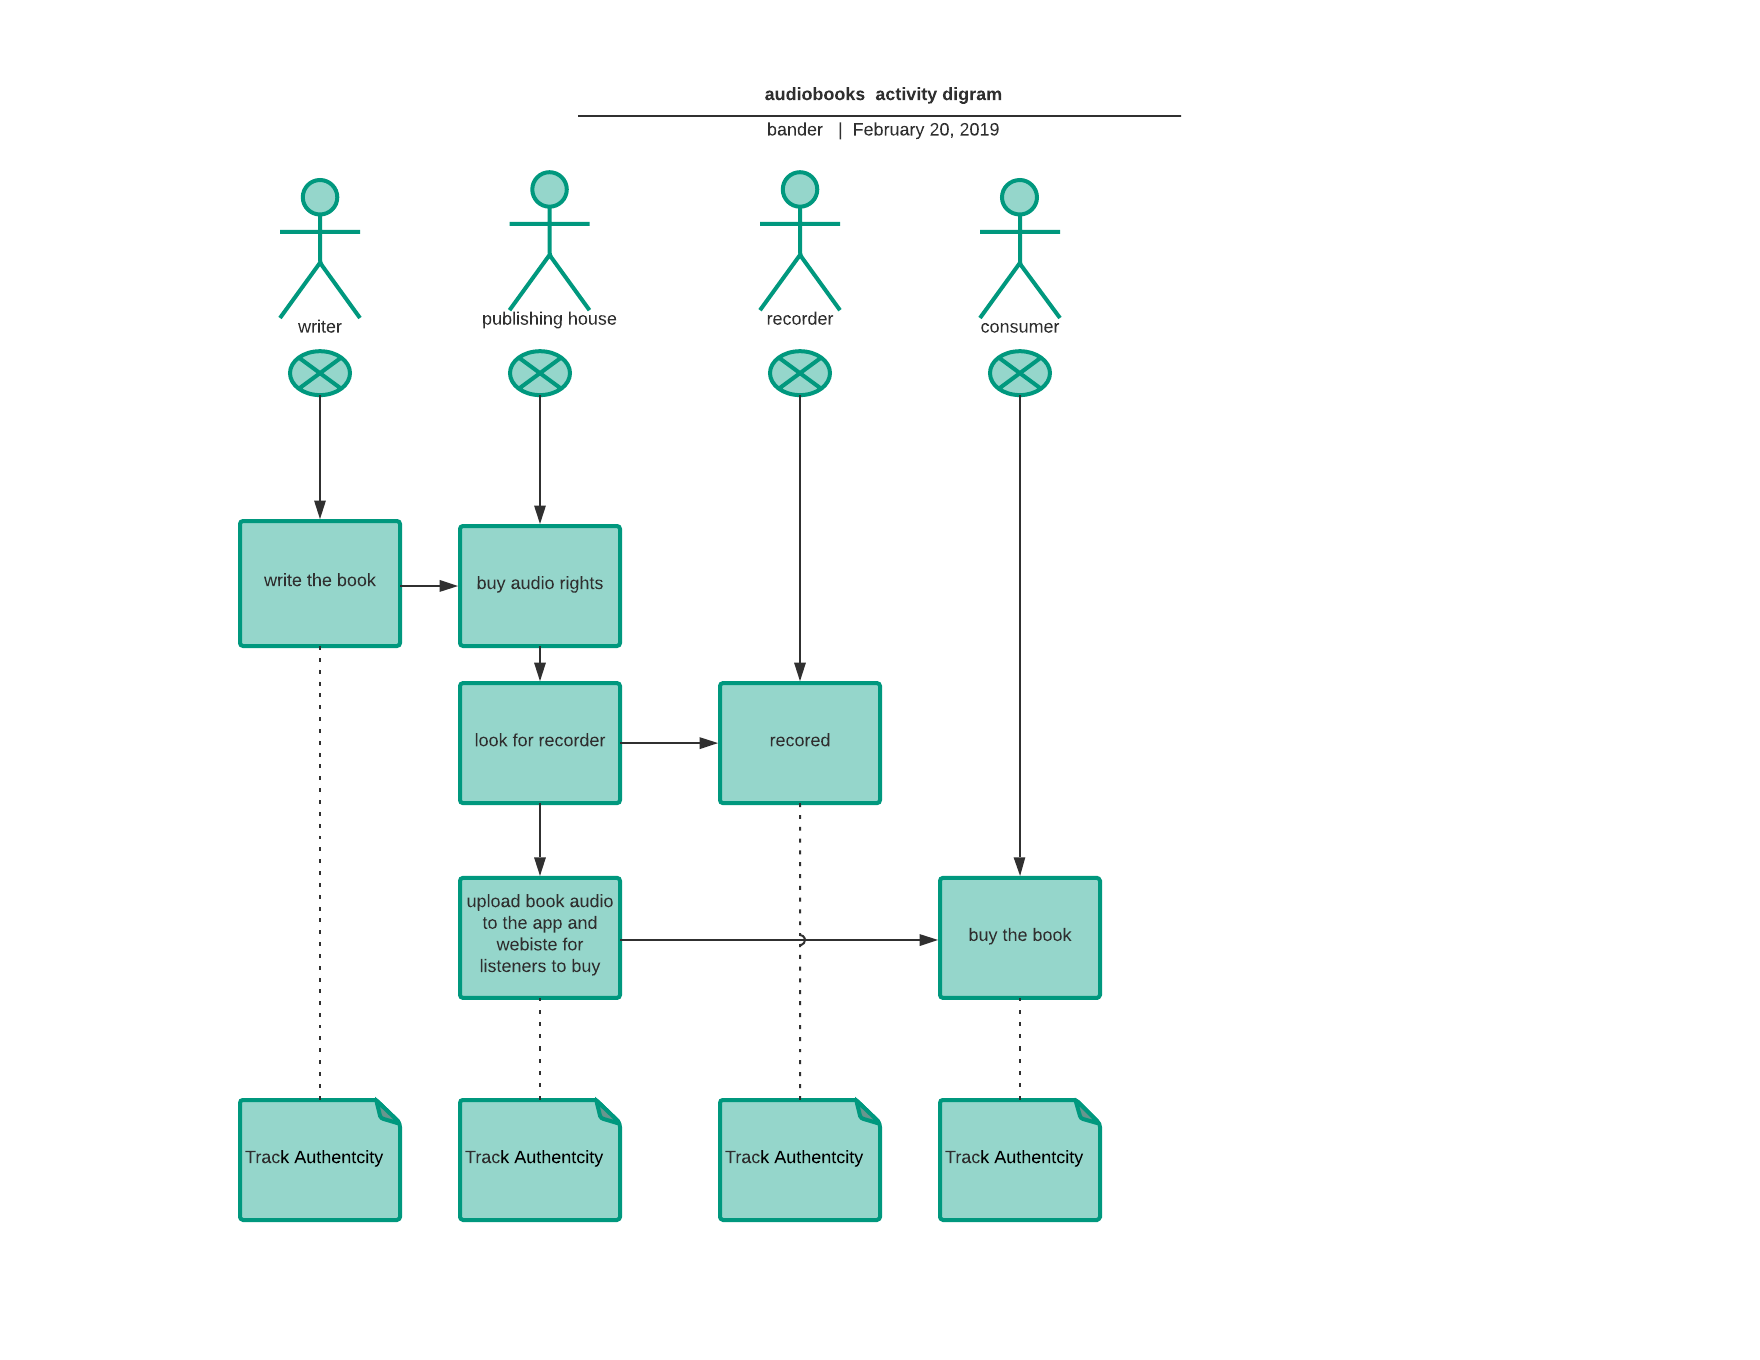 audiobooks  activity digram
bander  |  February 20, 2019
writer
publishing house
recorder
consumer
write the book
buy audio rights
look for recorder
recored
upload book audio
to the app and
webiste for
listeners to buy
buy the book
Track Authentcity
Track Authentcity
Track Authentcity
Track Authentcity